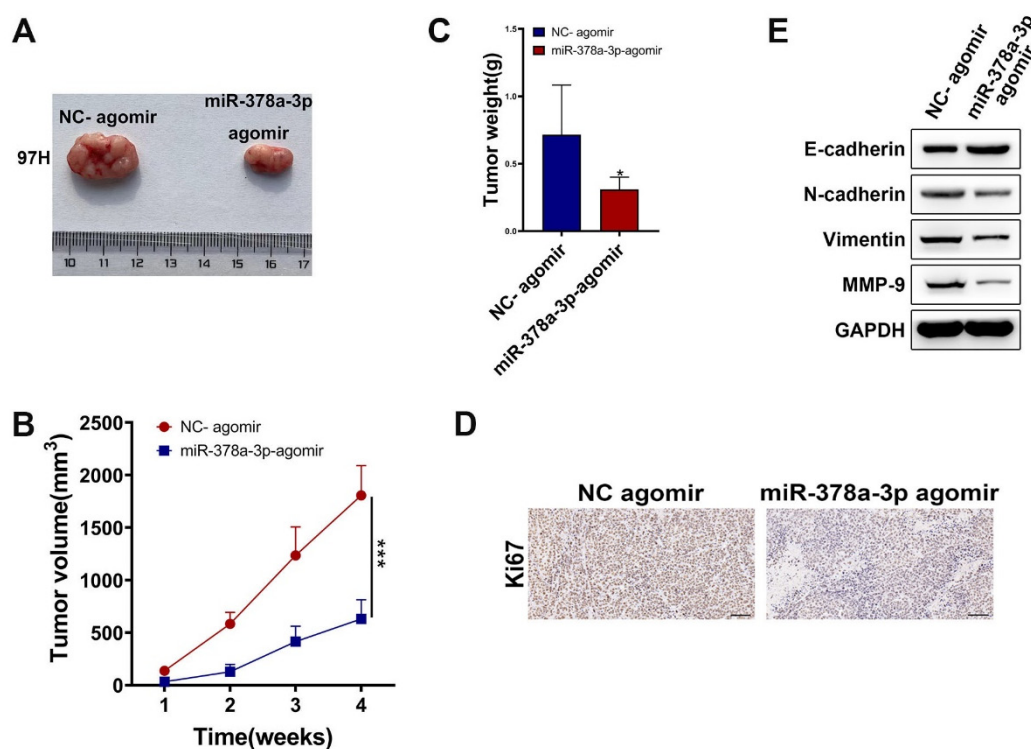 A
miR-378a-3p
NC- agomir
agomir
97H
10 11 12 13 14 15 16 17
B
NC- agomir
miR-378a-3p-agomir
Tumor volume(mm3)
2500
2000
1500
1000
500
0
***
1 2 3 4
Time(weeks)
C
NC- agomir
miR-378a-3p-agomir
Tumor weight(g)
1.5
1.0
0.5
0.0
*
NC- agomir
miR-378a-3p-agomir
D
NC agomir miR-378a-3p agomir
Ki67
E
NC- agomir
miR-378a-3p
agomir
E-cadherin
N-cadherin
Vimentin
MMP-9
GAPDH